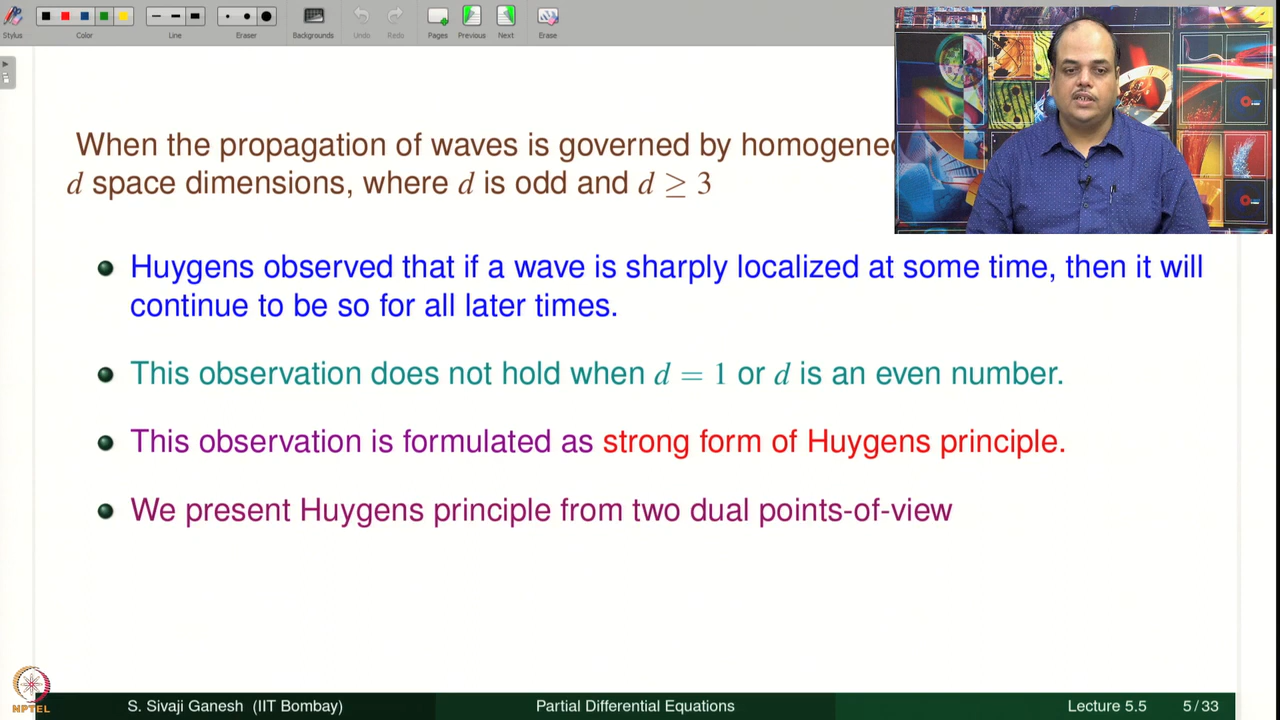 Stylus
Color
Line
Eraser
Backgrounds
Undo
Redo
Pages
Previous
Next
Erase
When the propagation of waves is governed by
d space dimensions, where d is odd and d ≥ 3
Huygens observed that if a wave is sharply localized at some time, then it will
continue to be so for all later times.
This observation does not hold when d = 1 or d is an even number.
This observation is formulated as strong form of Huygens principle.
We present Huygens principle from two dual points-of-view
NPTEL
S. Sivaji Ganesh (IIT Bombay)
Partial Differential Equations
Lecture 5.5
5/33